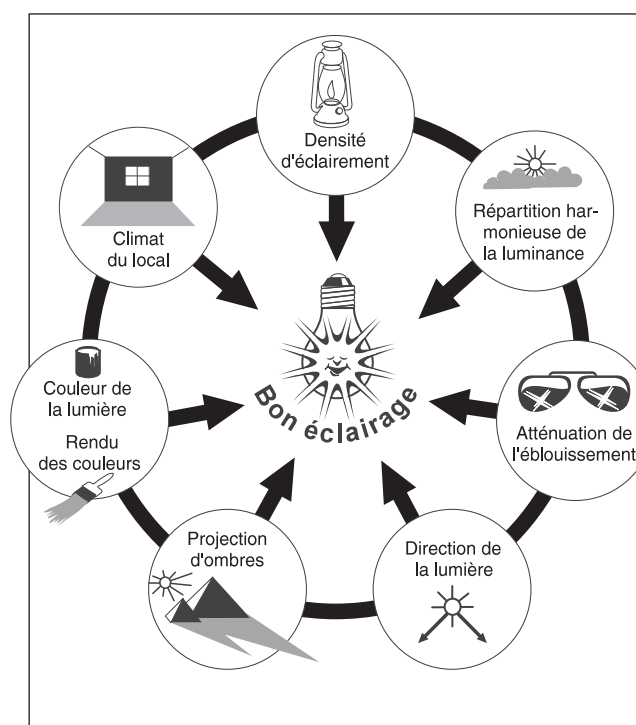 Densité
d'éclairement
Répartition har-
monieuse de
la luminance
Atténuation de
l'éblouissement
Direction de
la lumière
Projection
d'ombres
Couleur de
la lumière
Rendu
des couleurs
Climat
du local
Bon éclairage